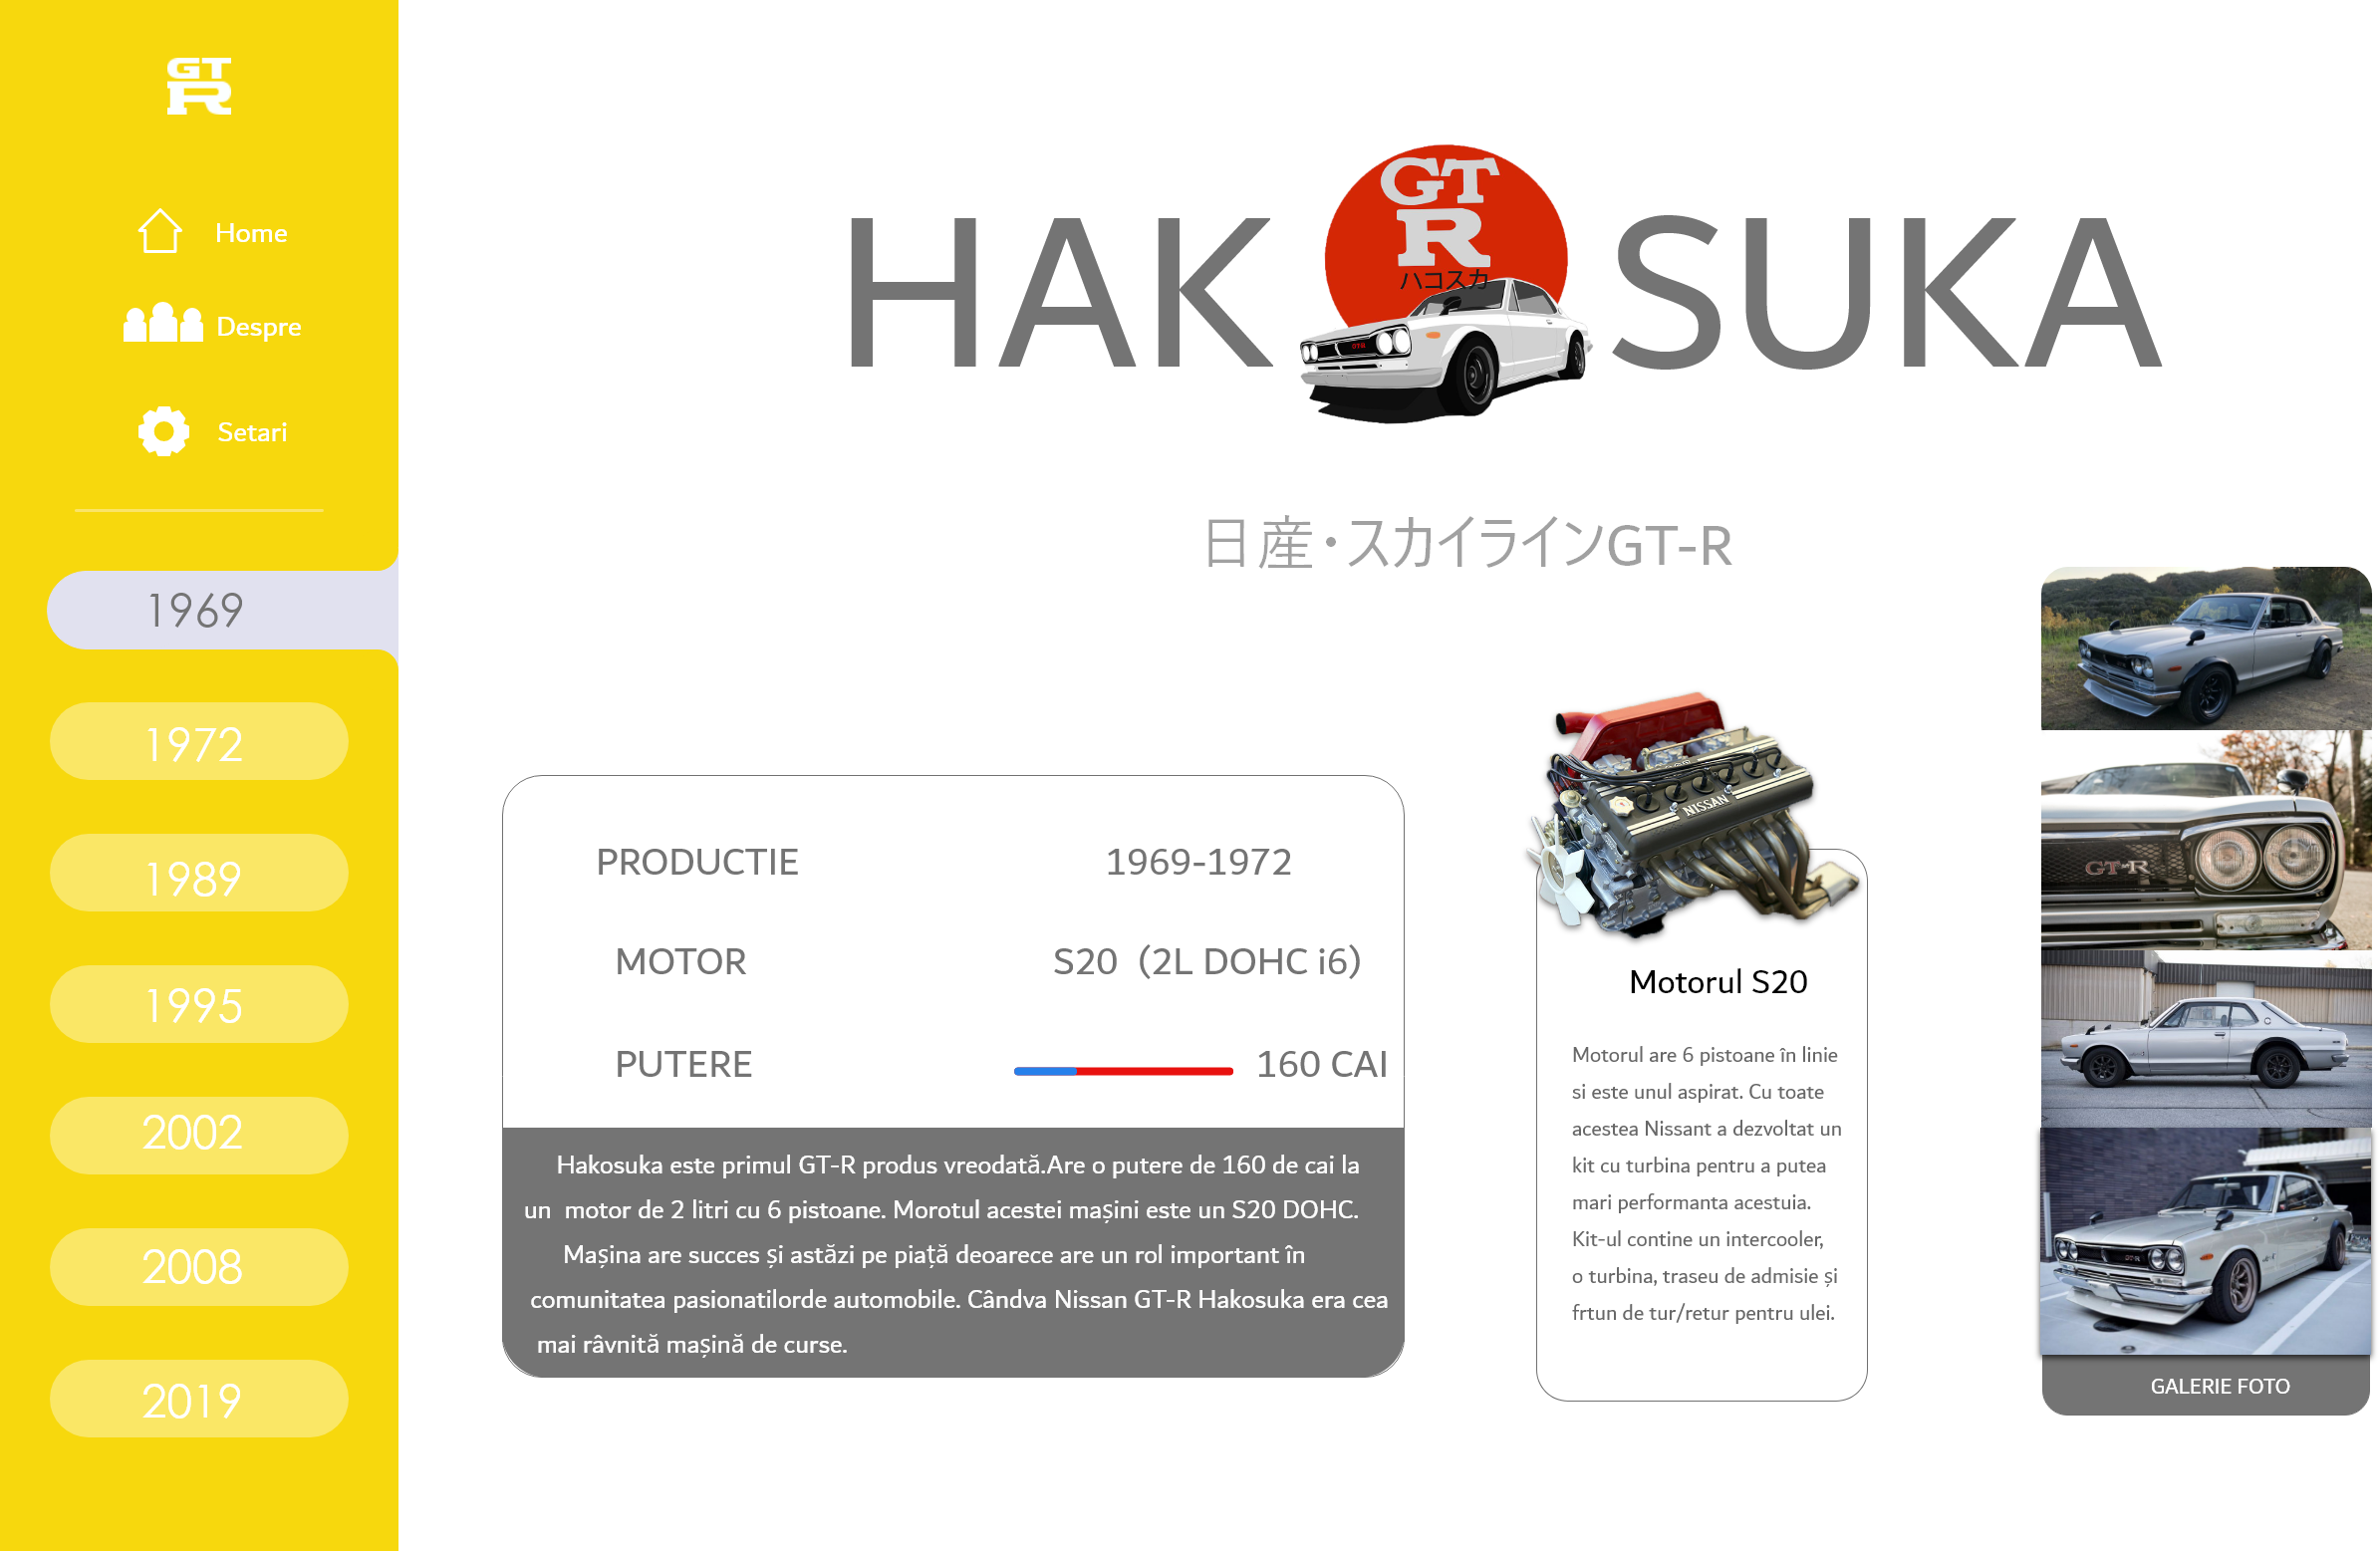 GT
R
Home
Despre
Setari
1969
1972
1989
1995
2002
2008
2019
HAK SUKA
GT
R
ハコスカ
日産・スカイラインGT-R
PRODUCTIE 1969-1972
MOTOR S20 (2L DOHC i6)
PUTERE 160 CAI
Hakosuka este primul GT-R produs vreodată.Are o putere de 160 de cai la
un motor de 2 litri cu 6 pistoane. Morotul acestei mașini este un S20 DOHC.
Mașina are succes și astăzi pe piață deoarece are un rol important în
comunitatea pasionatilorde automobile. Cândva Nissan GT-R Hakosuka era cea
mai râvnită mașină de curse.
NISSAN
Motorul S20
Motorul are 6 pistoane în linie
si este unul aspirat. Cu toate
acestea Nissant a dezvoltat un
kit cu turbina pentru a putea
mari performanta acestuia.
Kit-ul contine un intercooler,
o turbina, traseu de admisie și
frtun de tur/retur pentru ulei.
GT-R
GALERIE FOTO